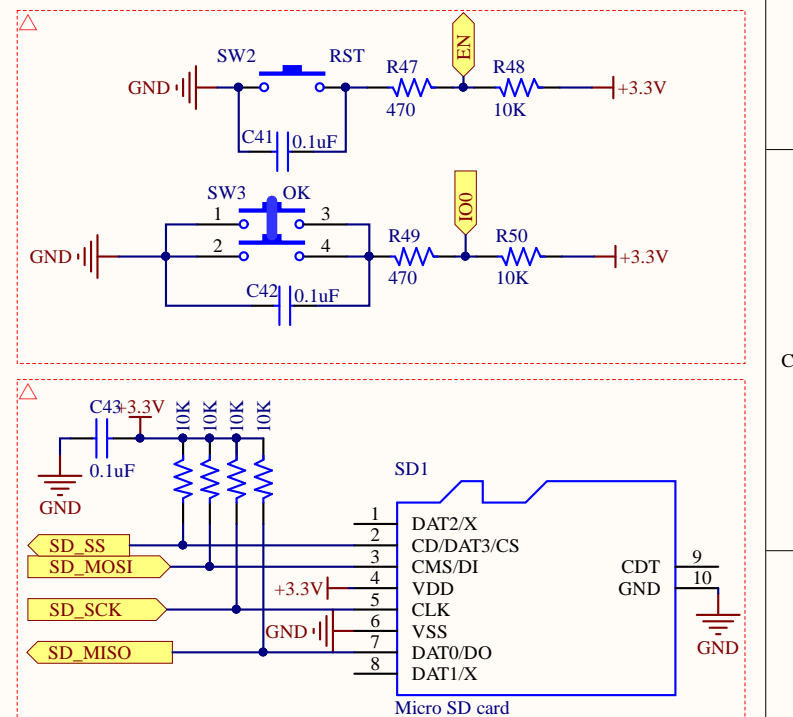 EN
SW2 RST R47 R48
GND +3.3V
470 10K
C41 0.1uF
SW3 OK IO0
1 3
R49 R50
2 4
GND +3.3V
470 10K
C42 0.1uF
C
C43 +3.3V 10K 10K 10K 10K
0.1uF
GND
SD1
1 DAT2/X
SD_SS 2 CD/DAT3/CS
SD_MOSI 3 CMS/DI CDT 9
+3.3V 4 VDD GND 10
SD_SCK 5 CLK
GND 6 VSS
GND
SD_MISO 7 DAT0/DO
8 DAT1/X
Micro SD card